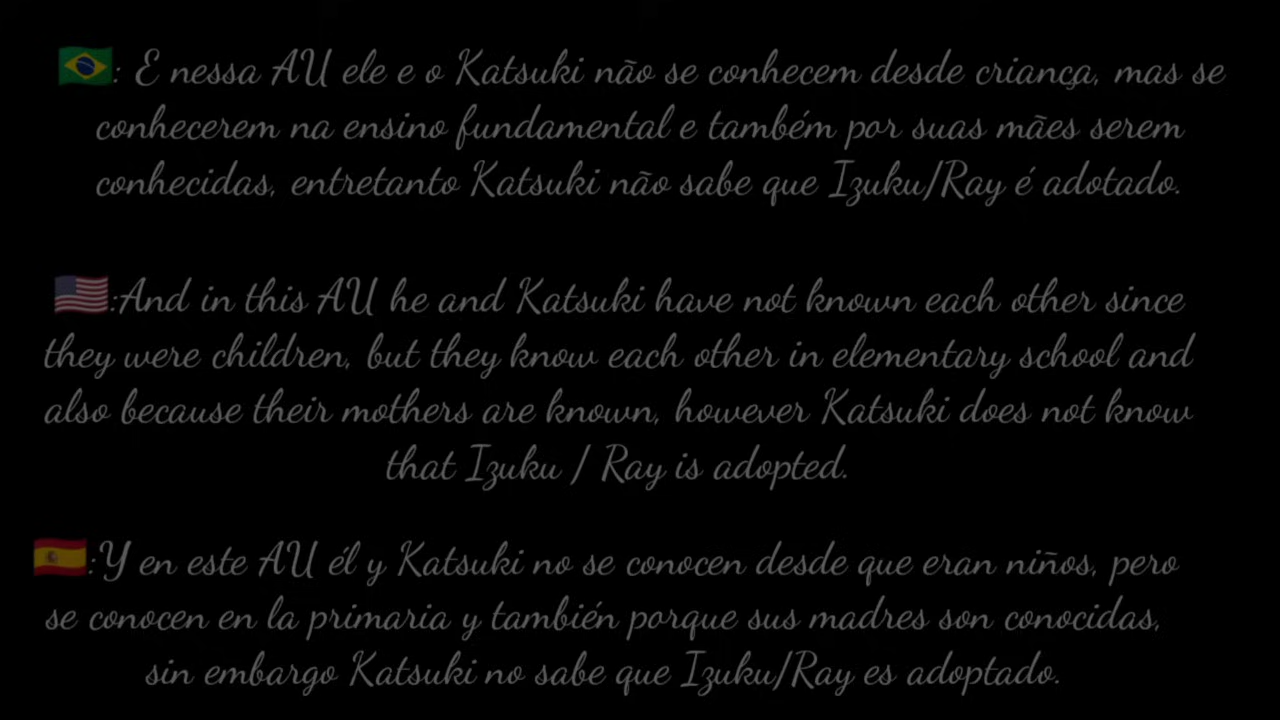 🇧🇷: E nessa AU ele e o Katsuki não se conhecem desde criança, mas se
conhecerem na ensino fundamental e também por suas mães serem
conhecidas, entretanto Katsuki não sabe que Izuku/Ray é adotado.
🇺🇸:And in this AU he and Katsuki have not known each other since
they were children, but they know each other in elementary school and
also because their mothers are known, however Katsuki does not know
that Izuku / Ray is adopted.
🇪🇸:Y en este AU él y Katsuki no se conocen desde que eran niños, pero
se conocen en la primaria y también porque sus madres son conocidas,
sin embargo Katsuki no sabe que Izuku/Ray es adoptado.